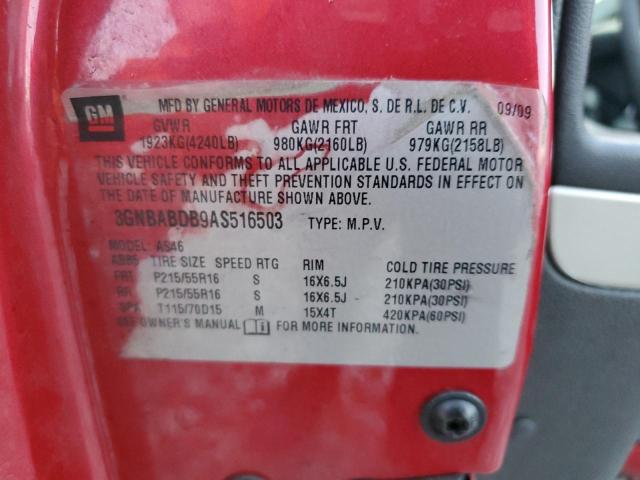 GM
MFD BY GENERAL MOTORS DE MEXICO, S. DE R.L. DE C.V. 09/09
GVWR GAWR FRT GAWR RR
1923KG(4240LB) 980KG(2160LB) 979KG(2158LB)
THIS VEHICLE CONFORMS TO ALL APPLICABLE U.S. FEDERAL MOTOR
VEHICLE SAFETY AND THEFT PREVENTION STANDARDS IN EFFECT ON
THE DATE OF MANUFACTURE SHOWN ABOVE.
3GNBABDB9AS516503 TYPE: M.P.V.
MODEL: AS46
AB85 TIRE SIZE SPEED RTG RIM COLD TIRE PRESSURE
FRT P215/55R16 S 16X6.5J 210KPA(30PSI)
RR P215/55R16 S 16X6.5J 210KPA(30PSI)
SPA T115/70D15 M 15X4T 420KPA(60PSI)
SEE OWNER'S MANUAL i FOR MORE INFORMATION.